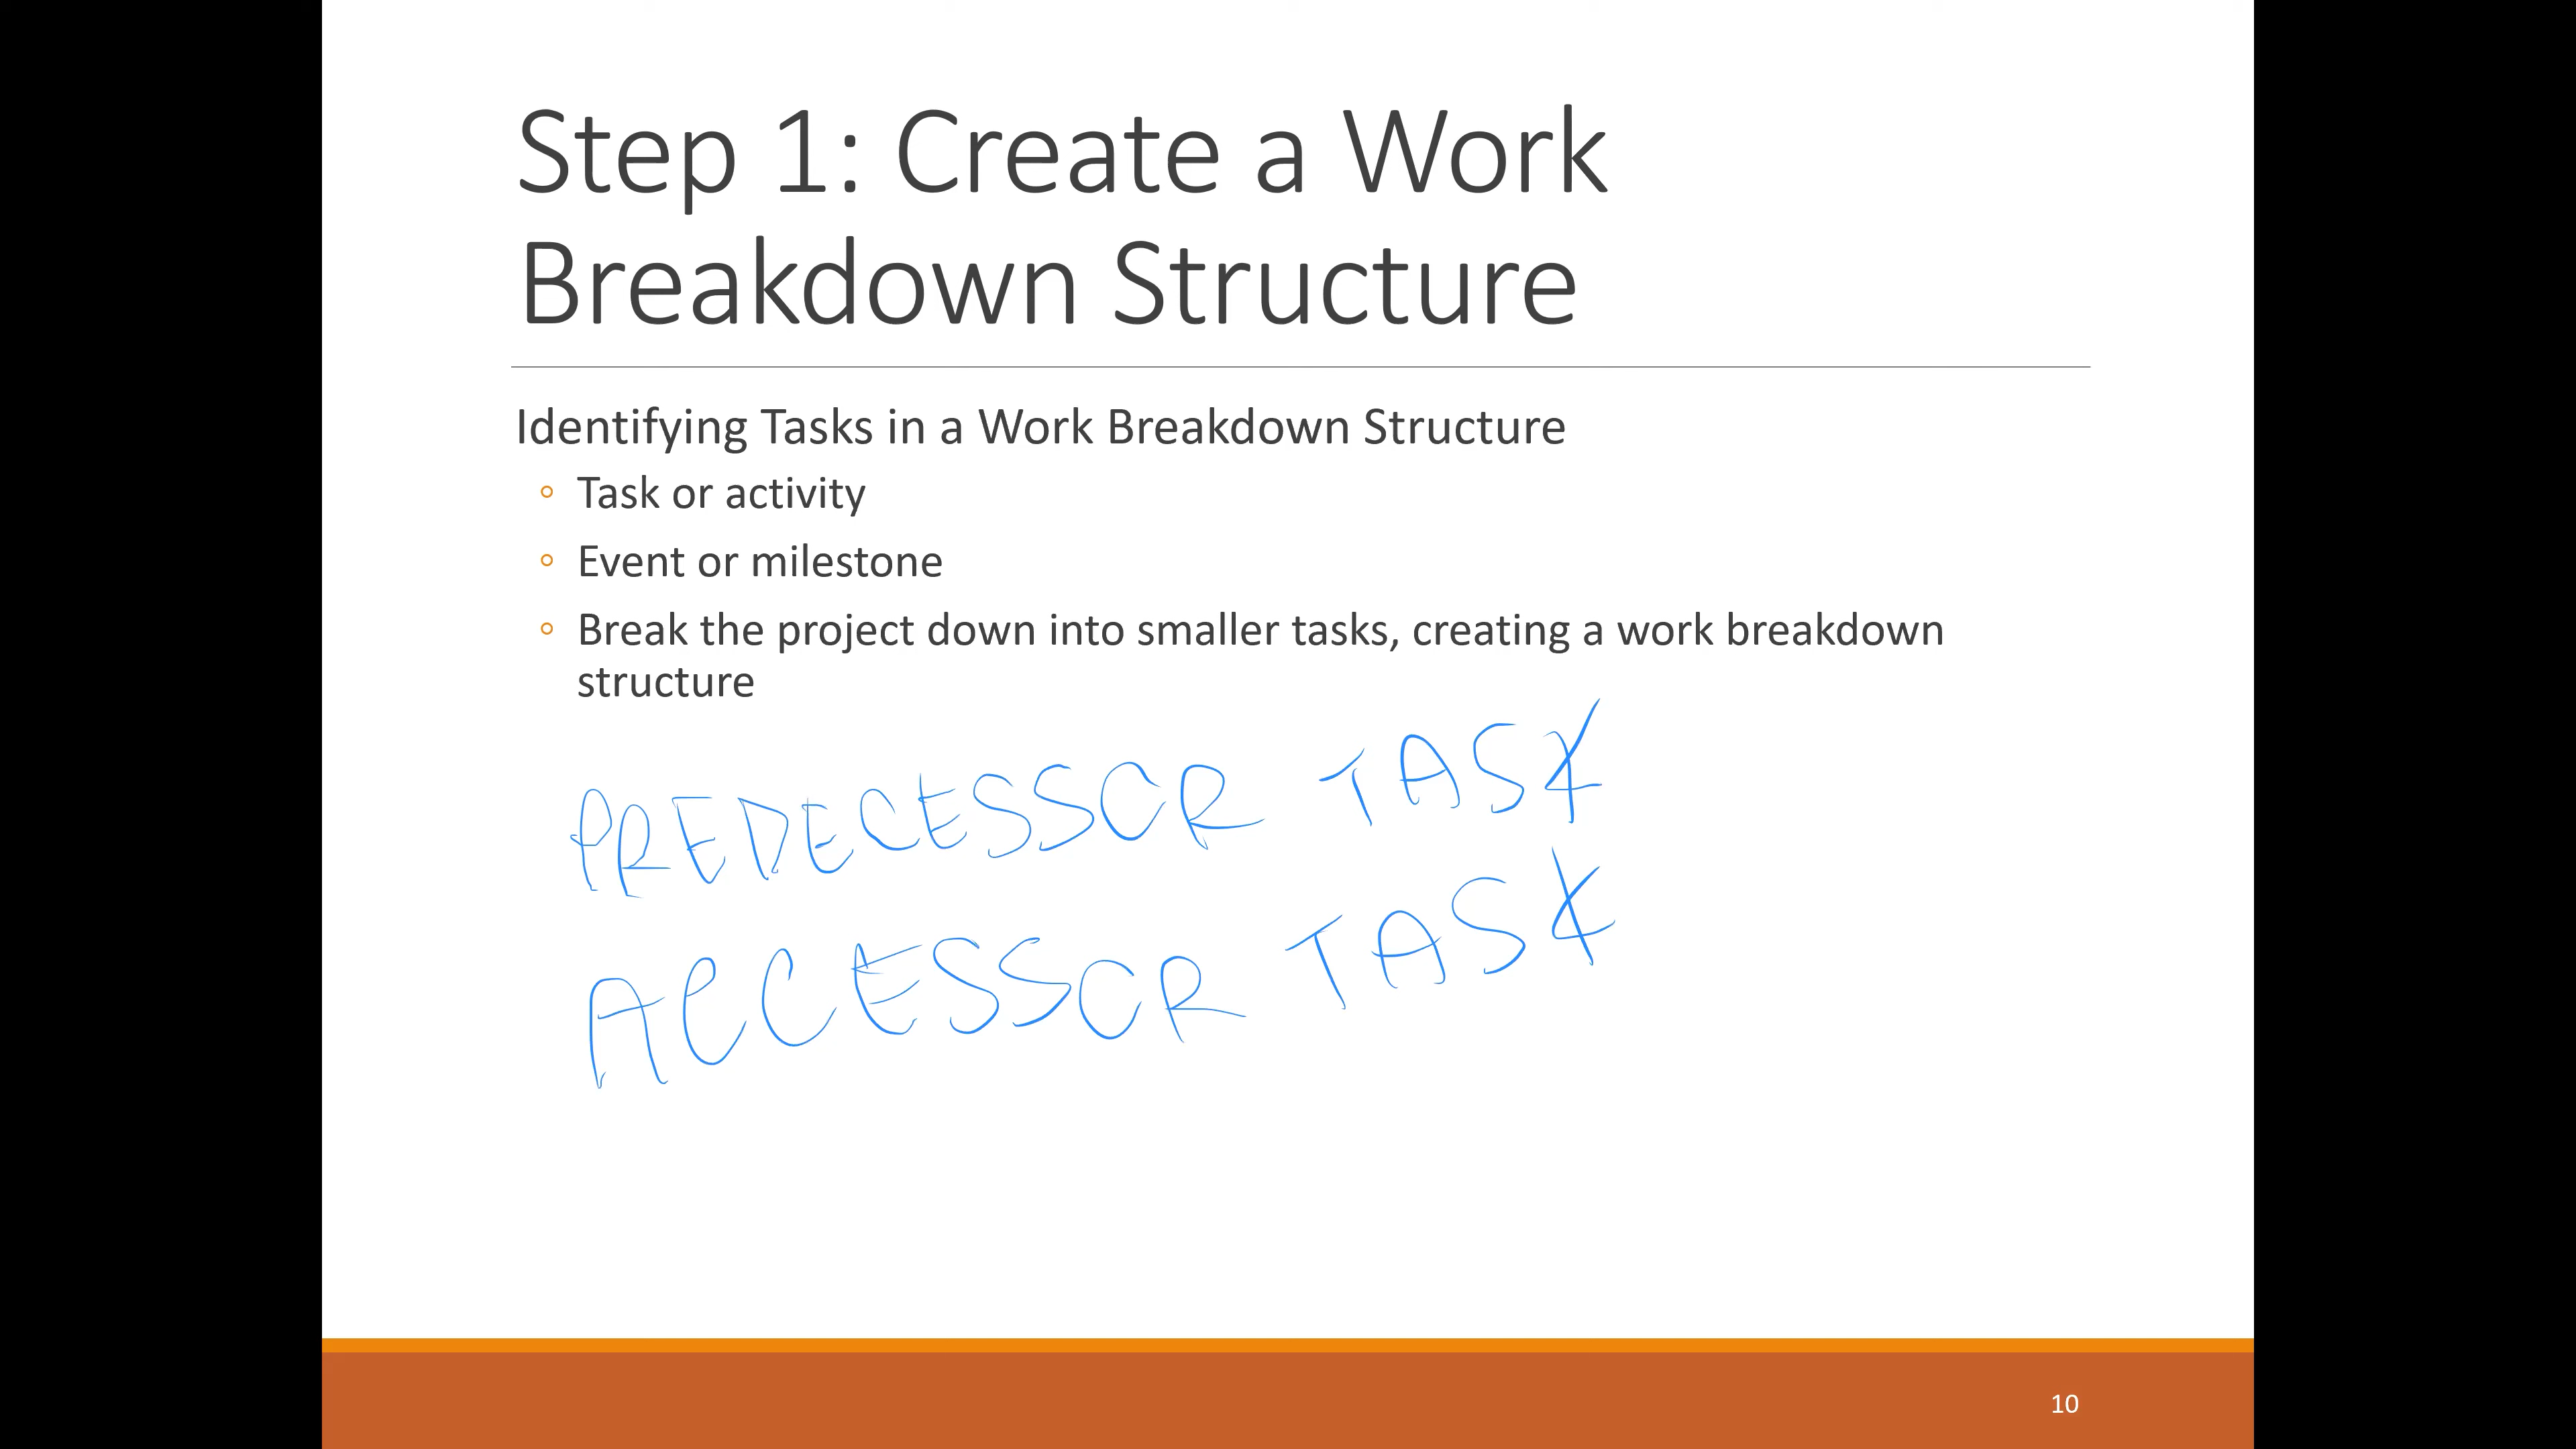 Step 1: Create a Work
Breakdown Structure
Identifying Tasks in a Work Breakdown Structure
◦ Task or activity
◦ Event or milestone
◦ Break the project down into smaller tasks, creating a work breakdown
structure
PREDECESSOR TASK
ACCESSOR TASK
10